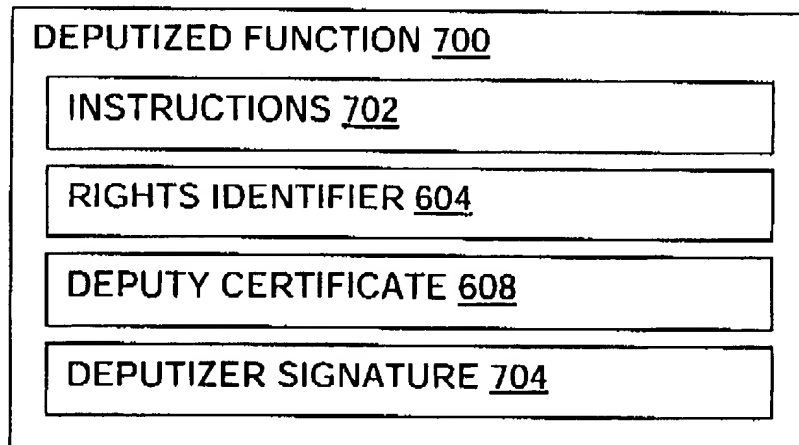 DEPUTIZED FUNCTION 700
INSTRUCTIONS 702
RIGHTS IDENTIFIER 604
DEPUTY CERTIFICATE 608
DEPUTIZER SIGNATURE 704